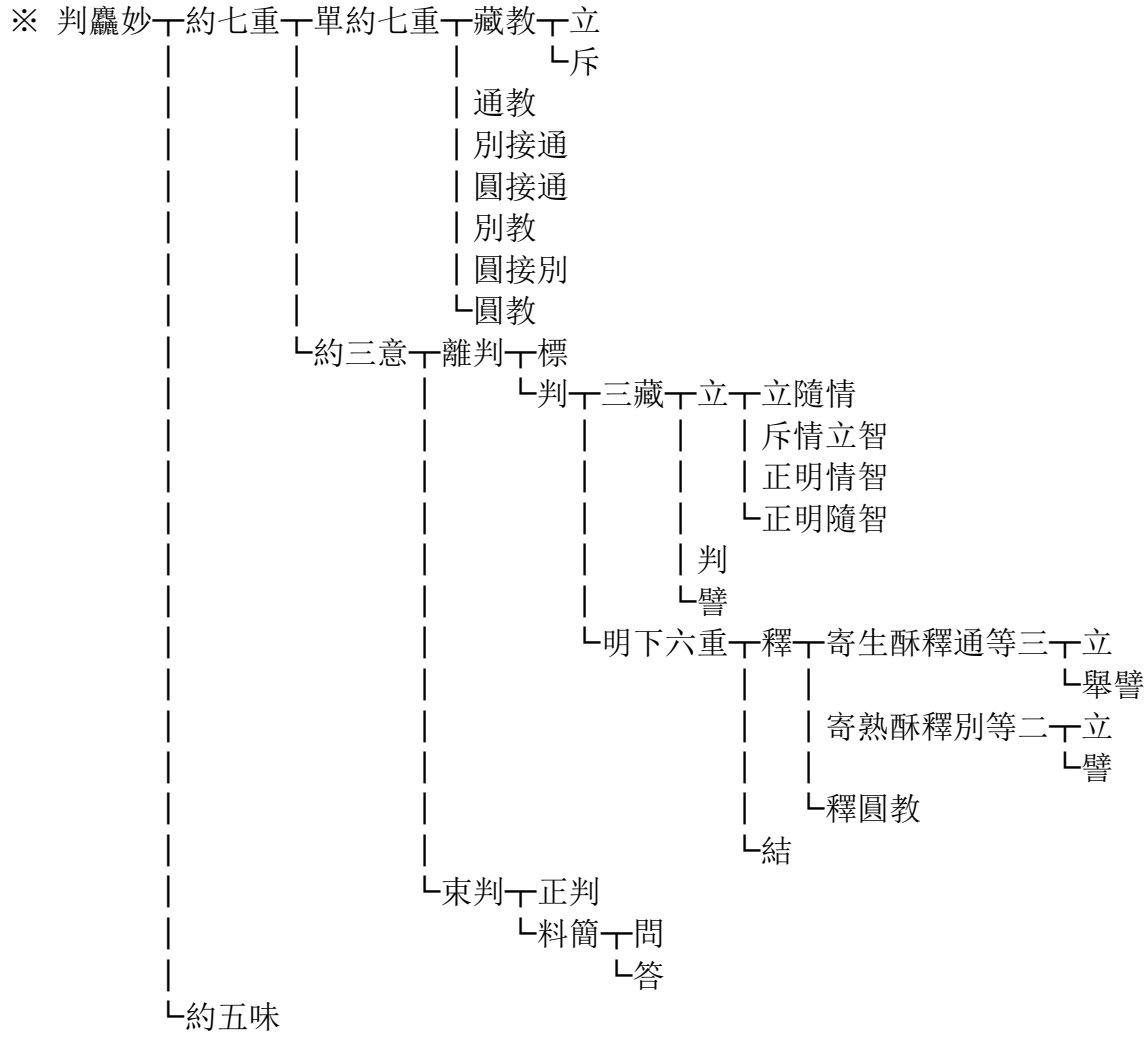 ※ 判麤妙┬約七重┬單約七重┬藏教┬立
└斥
通教
別接通
圓接通
別教
圓接別
└圓教
└約三意┬離判┬標
└判┬三藏┬立┬立隨情
斥情立智
正明情智
└正明隨智
判
└譬
└明下六重┬釋┬寄生酥釋通等三┬立
└舉譬
寄熟酥釋別等二┬立
└譬
└釋圓教
└結
└束判┬正判
└料簡┬問
└答
└約五味